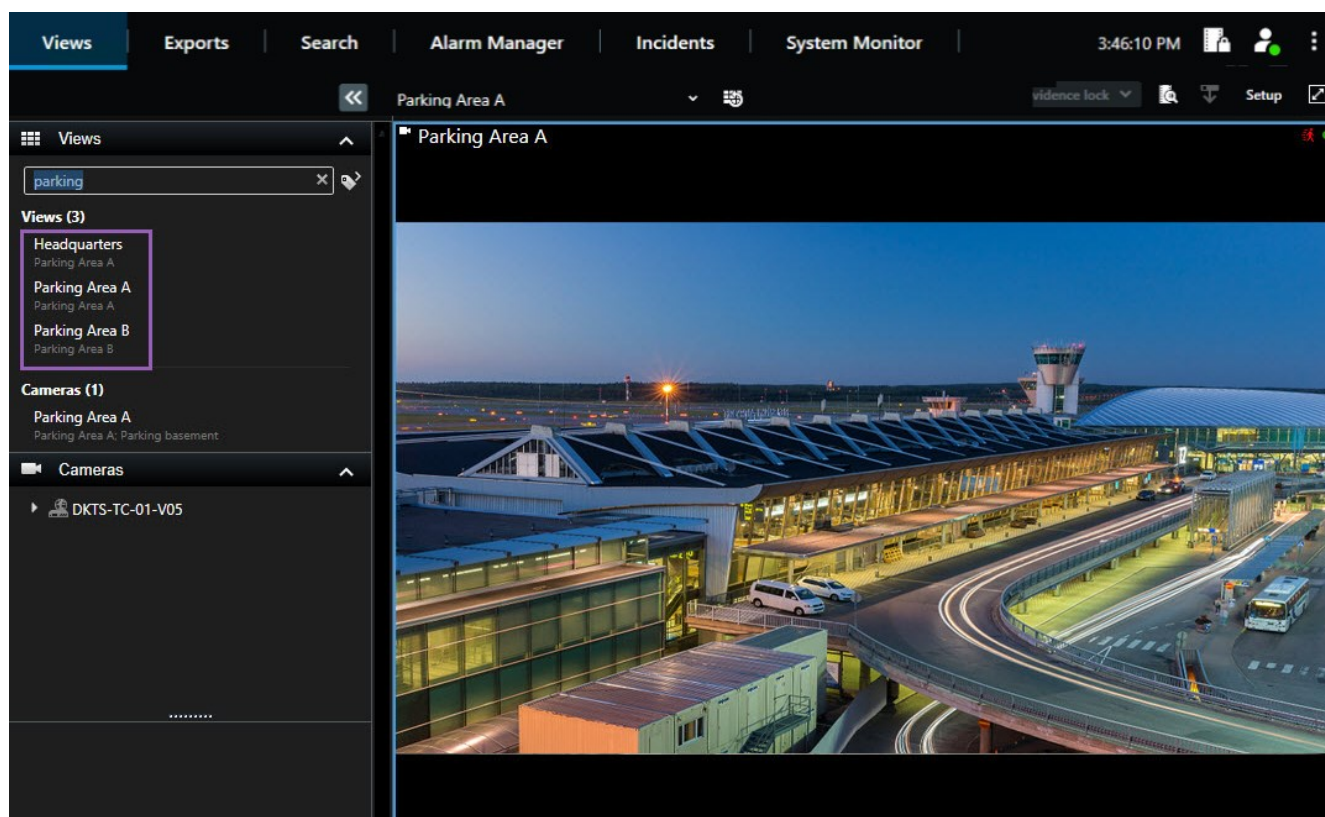 Views Exports Search Alarm Manager Incidents System Monitor 3:46:10 PM
Parking Area A vidence lock Setup
Views
Parking Area A
parking
Views (3)
Headquarters
Parking Area A
Parking Area A
Parking Area A
Parking Area B
Parking Area B
Cameras (1)
Parking Area A
Parking Area A; Parking basement
Cameras
DKTS-TC-01-V05